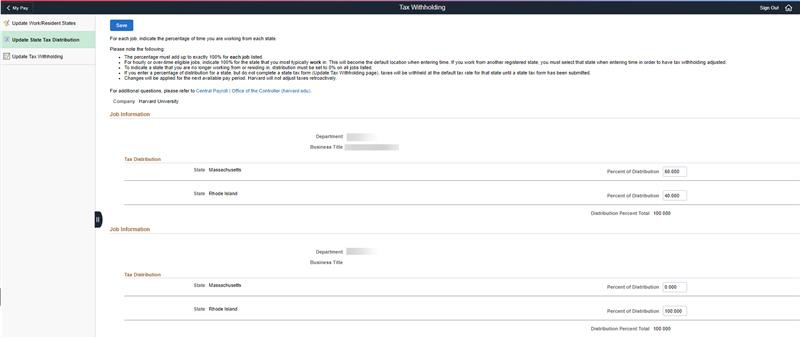 My Pay
Tax Withholding
Sign Out
Update Work/Resident States
Update State Tax Distribution
Update Tax Withholding
Save
For each job, indicate the percentage of time you are working from each state.
Please note the following:
• The percentage must add up to exactly 100% for each job listed
• For hourly or over-time eligible jobs, indicate 100% for the state that you most typically work in. This will become the default location when entering time. If you work from another registered state, you must select that state when entering time in order to have tax withholding adjusted.
• To indicate a state that you are no longer working from or residing in, distribution must be set to 0% on all jobs listed.
• If you enter a percentage of distribution for a state, but do not complete a state tax form (Update Tax Withholding page), taxes will be withheld at the default tax rate for that state until a state tax form has been submitted.
• Changes will be applied for the next available pay period. Harvard will not adjust taxes retroactively.
For additional questions, please refer to Central Payroll | Office of the Controller (harvard.edu).
Company Harvard University
Job Information
Department
Business Title
Tax Distribution
State Massachusetts Percent of Distribution 60.000
State Rhode Island Percent of Distribution 40.000
Distribution Percent Total 100.000
Job Information
Department
Business Title
Tax Distribution
State Massachusetts Percent of Distribution 0.000
State Rhode Island Percent of Distribution 100.000
Distribution Percent Total 100.000